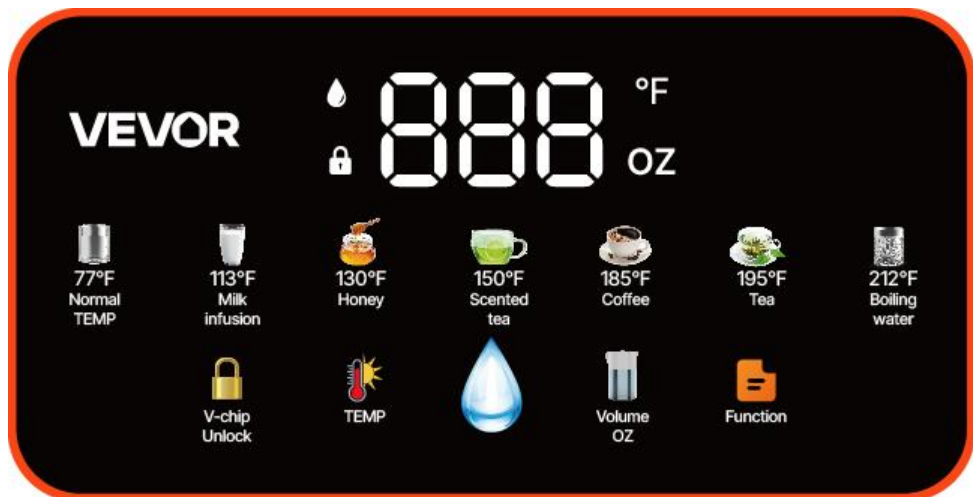 VEVOR
888 °F
OZ
77°F
Normal
TEMP
113°F
Milk
infusion
130°F
Honey
150°F
Scented
tea
185°F
Coffee
195°F
Tea
212°F
Boiling
water
V-chip
Unlock
TEMP
Volume
OZ
Function